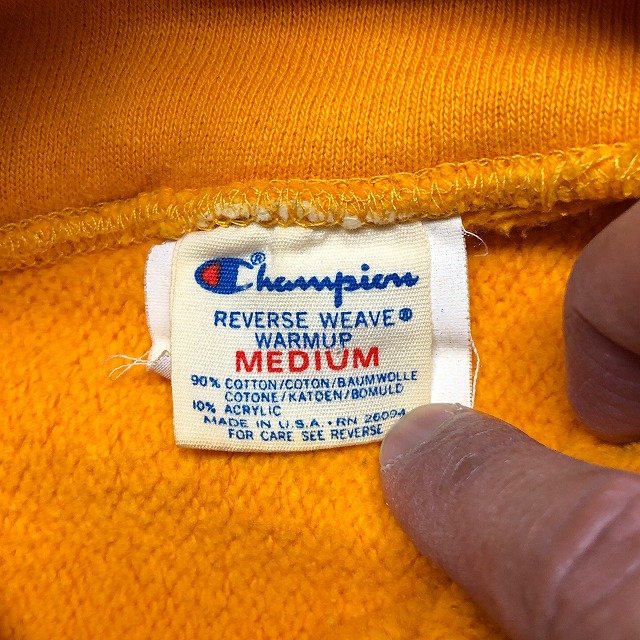 Champion®
REVERSE WEAVE®
WARMUP
MEDIUM
90% COTTON/COTON/BAUMWOLLE
COTONE/KATOEN/BOMULD
10% ACRYLIC
MADE IN U.S.A. • RN 26094
FOR CARE SEE REVERSE